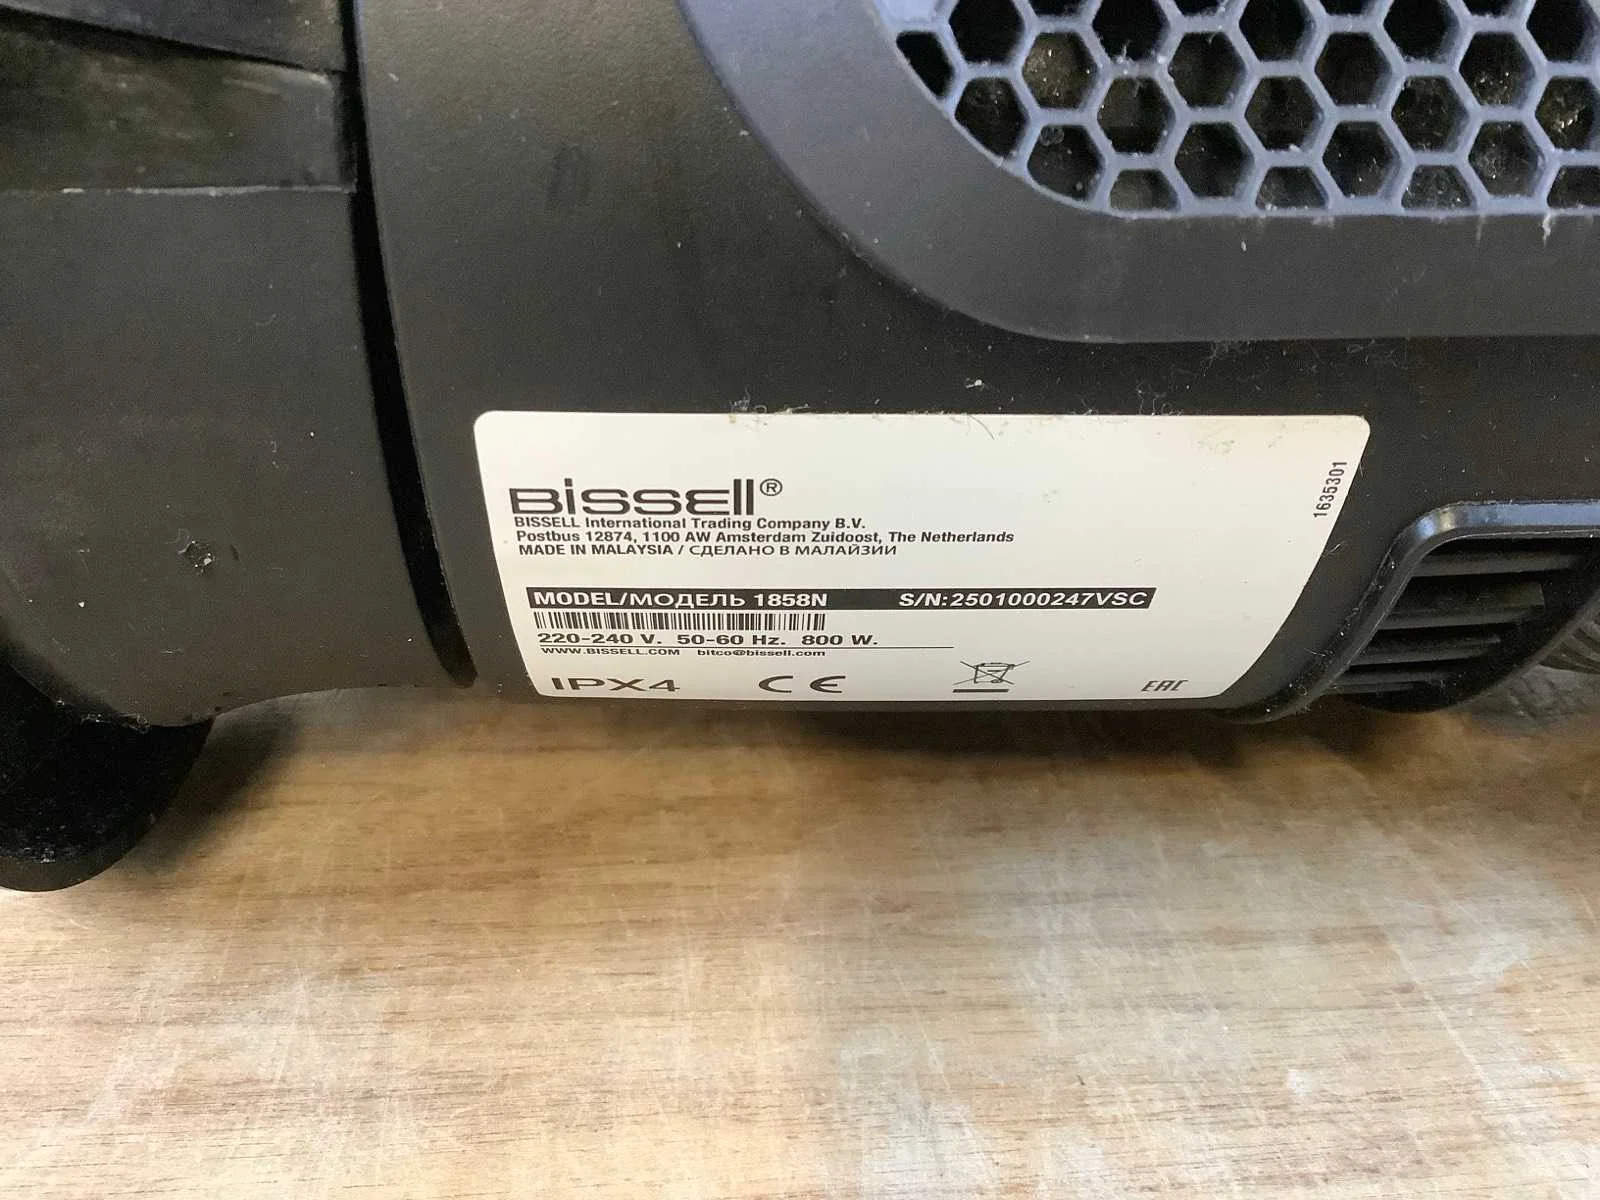 BISSELL®
BISSELL International Trading Company B.V.
Postbus 12874, 1100 AW Amsterdam Zuidoost, The Netherlands
MADE IN MALAYSIA / СДЕЛАНО В МАЛАЙЗИИ
1635301
MODEL/МОДЕЛЬ 1858N S/N:2501000247VSC
220-240 V. 50-60 Hz. 800 W.
WWW.BISSELL.COM bitco@bissell.com
IPX4 CE EAC